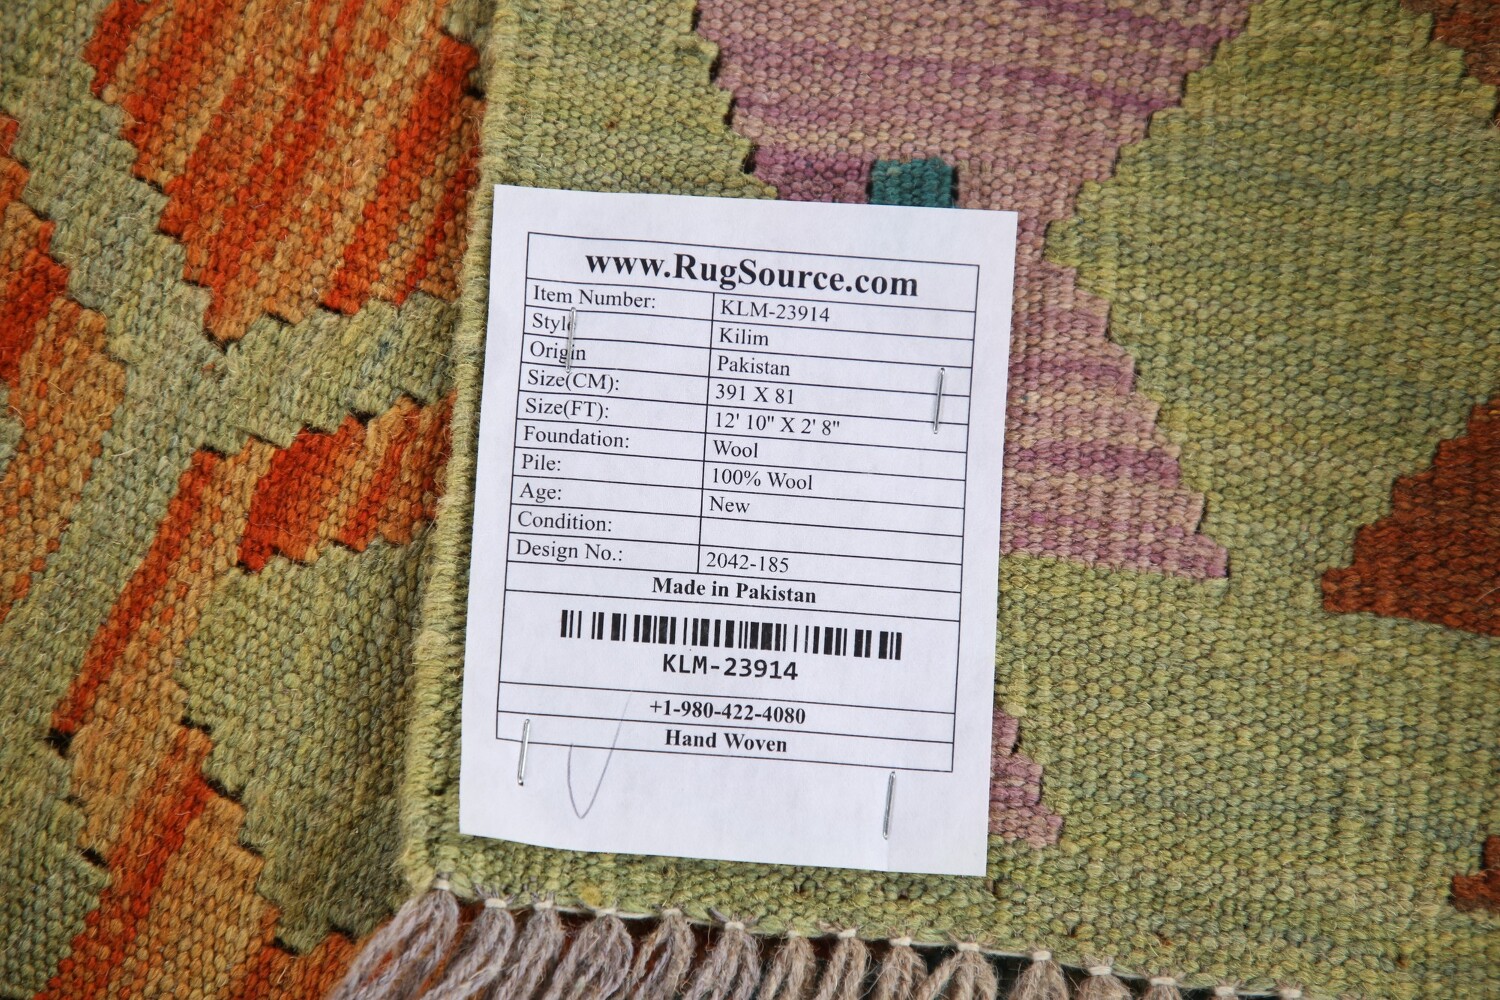 www.RugSource.com
Item Number: KLM-23914
Style Kilim
Origin Pakistan
Size(CM): 391 X 81
Size(FT): 12' 10" X 2' 8"
Foundation: Wool
Pile: 100% Wool
Age: New
Condition:
Design No.: 2042-185
Made in Pakistan
KLM-23914
+1-980-422-4080
Hand Woven